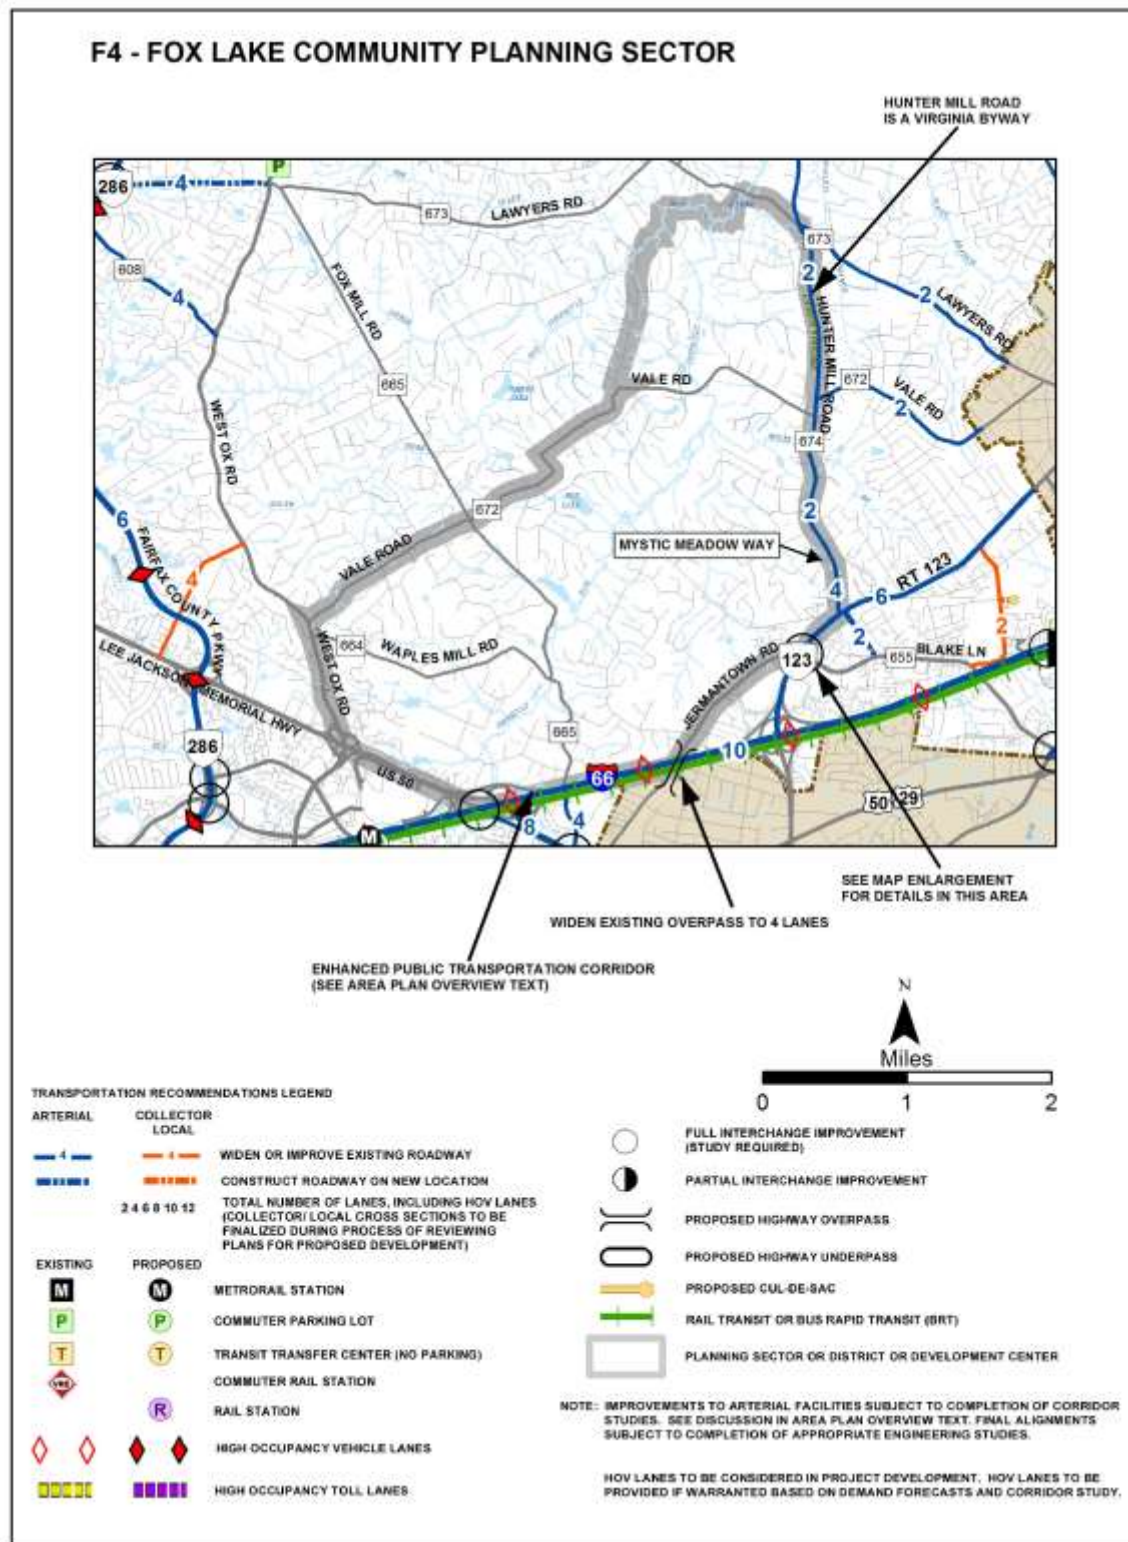 F4 - FOX LAKE COMMUNITY PLANNING SECTOR
HUNTER MILL ROAD
IS A VIRGINIA BYWAY
P
286
4
673
LAWYERS RD
673
608
4
FOX MILL RD
2
HUNTER MILL ROAD
2
LAWYERS RD
665
VALE RD
672
VALE RD
2
WEST OX RD
674
672
2
6
FAIRFAX COUNTY PKWY
VALE ROAD
MYSTIC MEADOW WAY
4
RT 123
6
4
2
2
WEST OX RD
664
WAPLES MILL RD
JERMANTOWN RD
123
655
BLAKE LN
LEE JACKSON MEMORIAL HWY
286
665
10
US 50
66
50
29
M
8
4
SEE MAP ENLARGEMENT
FOR DETAILS IN THIS AREA
WIDEN EXISTING OVERPASS TO 4 LANES
ENHANCED PUBLIC TRANSPORTATION CORRIDOR
(SEE AREA PLAN OVERVIEW TEXT)
N
Miles
0 1 2
TRANSPORTATION RECOMMENDATIONS LEGEND
ARTERIAL
COLLECTOR
LOCAL
4 4 WIDEN OR IMPROVE EXISTING ROADWAY
CONSTRUCT ROADWAY ON NEW LOCATION
2 4 6 8 10 12 TOTAL NUMBER OF LANES, INCLUDING HOV LANES
(COLLECTOR/ LOCAL CROSS SECTIONS TO BE
FINALIZED DURING PROCESS OF REVIEWING
PLANS FOR PROPOSED DEVELOPMENT)
EXISTING PROPOSED
M M METRORAIL STATION
P P COMMUTER PARKING LOT
T T TRANSIT TRANSFER CENTER (NO PARKING)
VRE COMMUTER RAIL STATION
R RAIL STATION
HIGH OCCUPANCY VEHICLE LANES
HIGH OCCUPANCY TOLL LANES
FULL INTERCHANGE IMPROVEMENT
(STUDY REQUIRED)
PARTIAL INTERCHANGE IMPROVEMENT
PROPOSED HIGHWAY OVERPASS
PROPOSED HIGHWAY UNDERPASS
PROPOSED CUL-DE-SAC
RAIL TRANSIT OR BUS RAPID TRANSIT (BRT)
PLANNING SECTOR OR DISTRICT OR DEVELOPMENT CENTER
NOTE: IMPROVEMENTS TO ARTERIAL FACILITIES SUBJECT TO COMPLETION OF CORRIDOR
STUDIES. SEE DISCUSSION IN AREA PLAN OVERVIEW TEXT. FINAL ALIGNMENTS
SUBJECT TO COMPLETION OF APPROPRIATE ENGINEERING STUDIES.
HOV LANES TO BE CONSIDERED IN PROJECT DEVELOPMENT. HOV LANES TO BE
PROVIDED IF WARRANTED BASED ON DEMAND FORECASTS AND CORRIDOR STUDY.